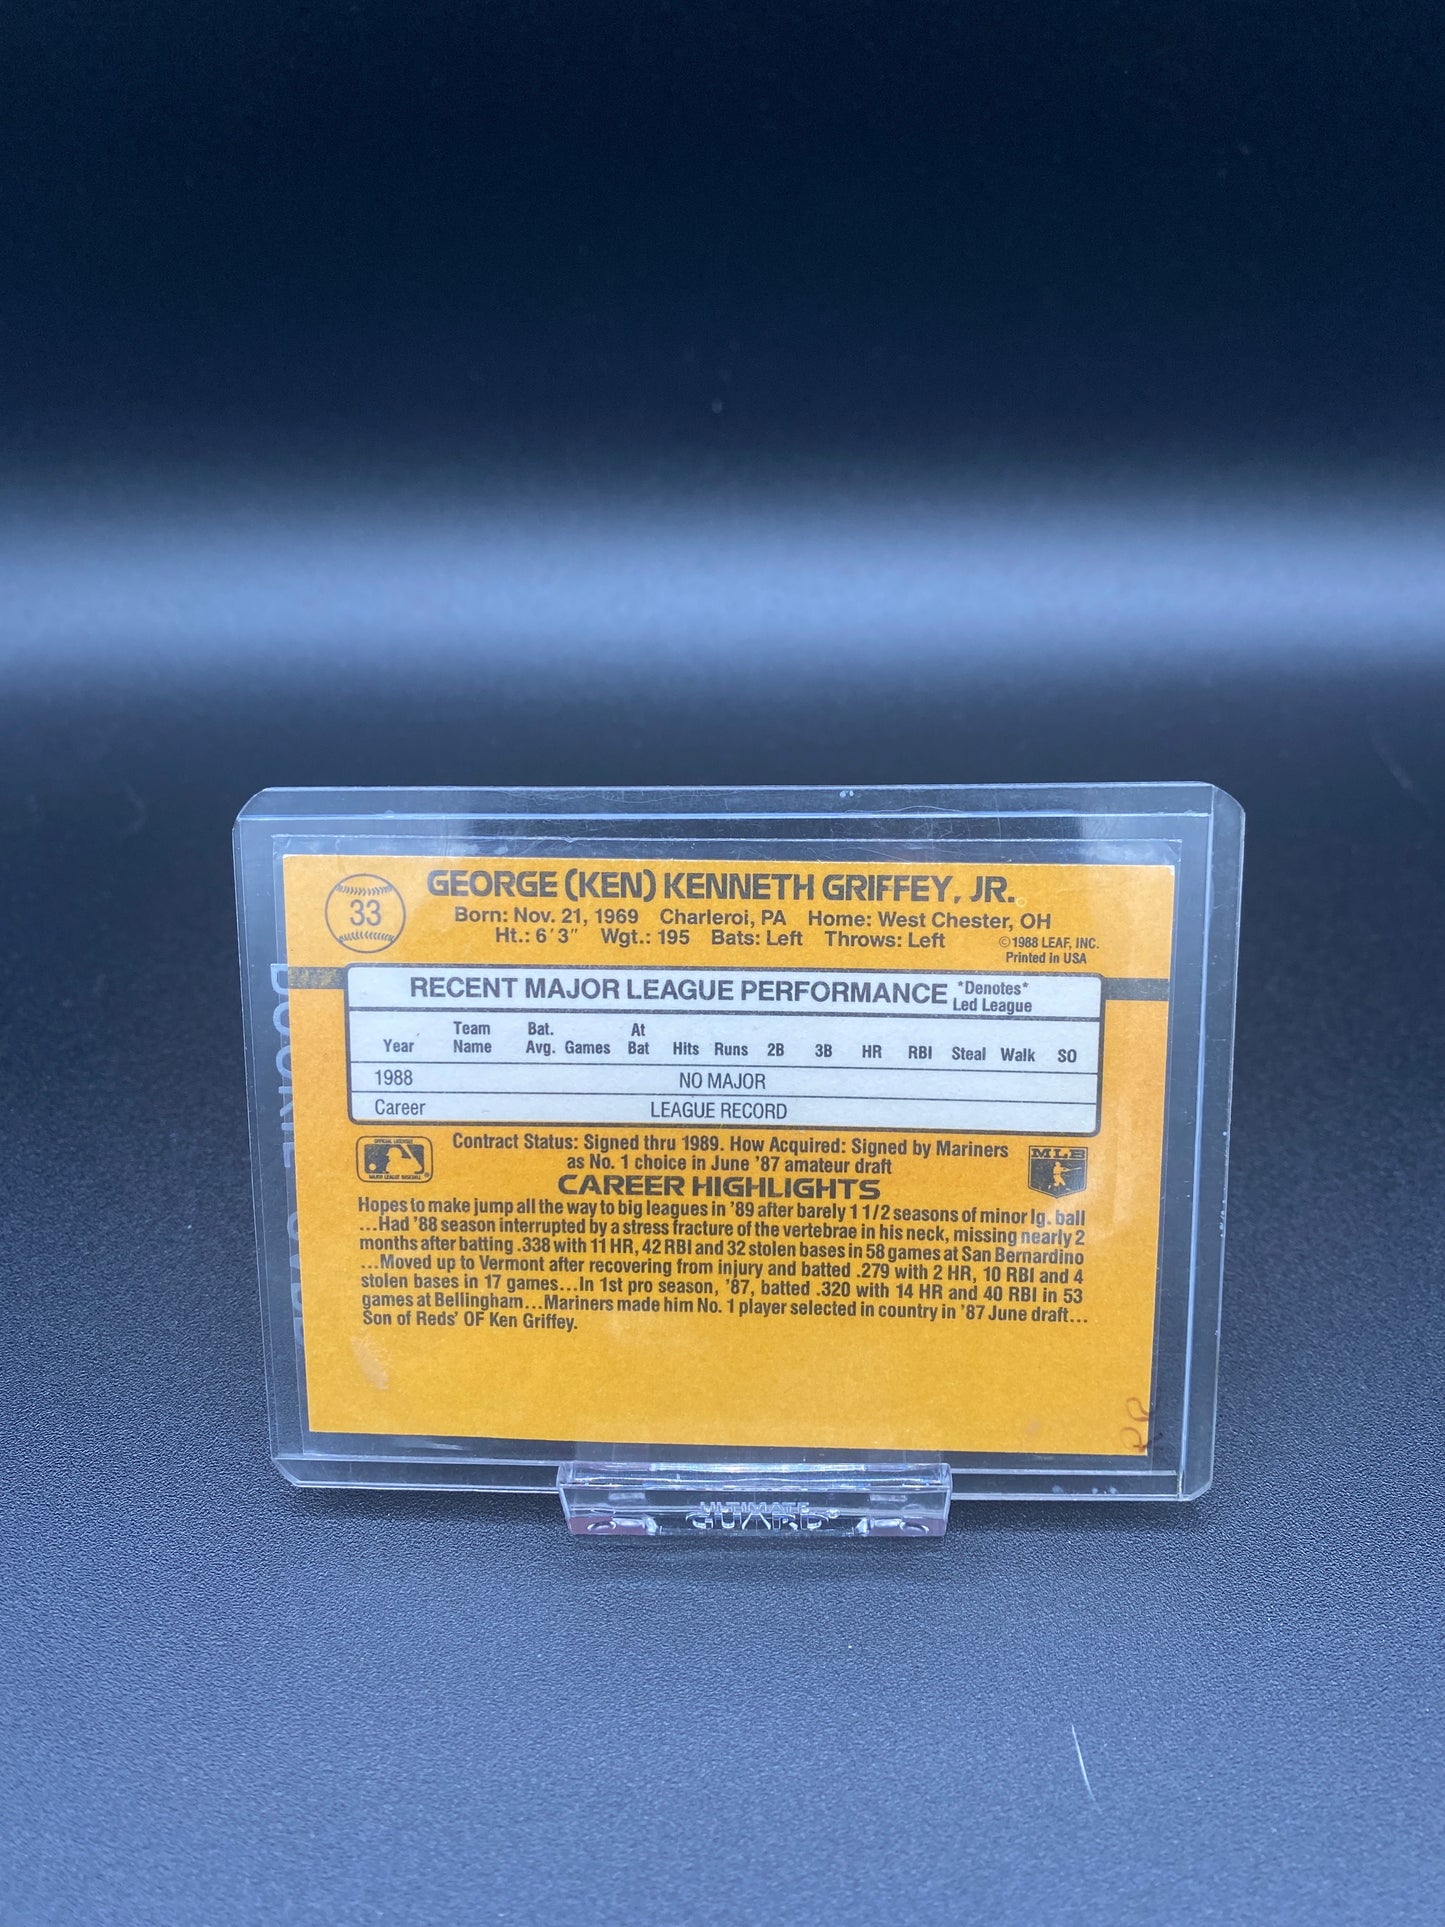 33
GEORGE (KEN) KENNETH GRIFFEY, JR.
Born: Nov. 21, 1969 Charleroi, PA Home: West Chester, OH
Ht.: 6'3" Wgt.: 195 Bats: Left Throws: Left
©1988 LEAF, INC.
Printed in USA
RECENT MAJOR LEAGUE PERFORMANCE *Denotes*
Led League
Year Team Name Bat. Avg. Games At Bat Hits Runs 2B 3B HR RBI Steal Walk SO
1988 NO MAJOR
Career LEAGUE RECORD
Contract Status: Signed thru 1989. How Acquired: Signed by Mariners
as No. 1 choice in June '87 amateur draft
MLB
CAREER HIGHLIGHTS
Hopes to make jump all the way to big leagues in '89 after barely 1 1/2 seasons of minor lg. ball
...Had '88 season interrupted by a stress fracture of the vertebrae in his neck, missing nearly 2
months after batting .338 with 11 HR, 42 RBI and 32 stolen bases in 58 games at San Bernardino
...Moved up to Vermont after recovering from injury and batted .279 with 2 HR, 10 RBI and 4
stolen bases in 17 games...In 1st pro season, '87, batted .320 with 14 HR and 40 RBI in 53
games at Bellingham...Mariners made him No. 1 player selected in country in '87 June draft...
Son of Reds' OF Ken Griffey.
RR
ULTIMATE
GUARD